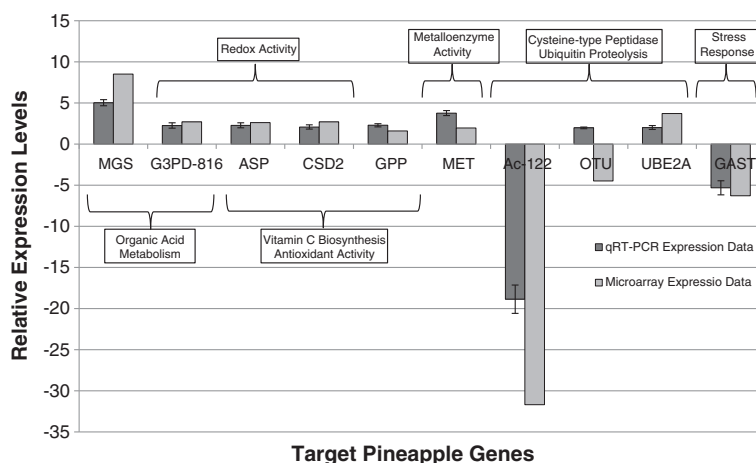 Relative Expression Levels
15
10
5
0
-5
-10
-15
-20
-25
-30
-35
Redox Activity
Metalloenzyme
Activity
Cysteine-type Peptidase
Ubiquitin Proteolysis
Stress
Response
MGS
G3PD-816
ASP
CSD2
GPP
MET
Ac-122
OTU
UBE2A
GAST
Organic Acid
Metabolism
Vitamin C Biosynthesis
Antioxidant Activity
qRT-PCR Expression Data
Microarray Expressio Data
Target Pineapple Genes